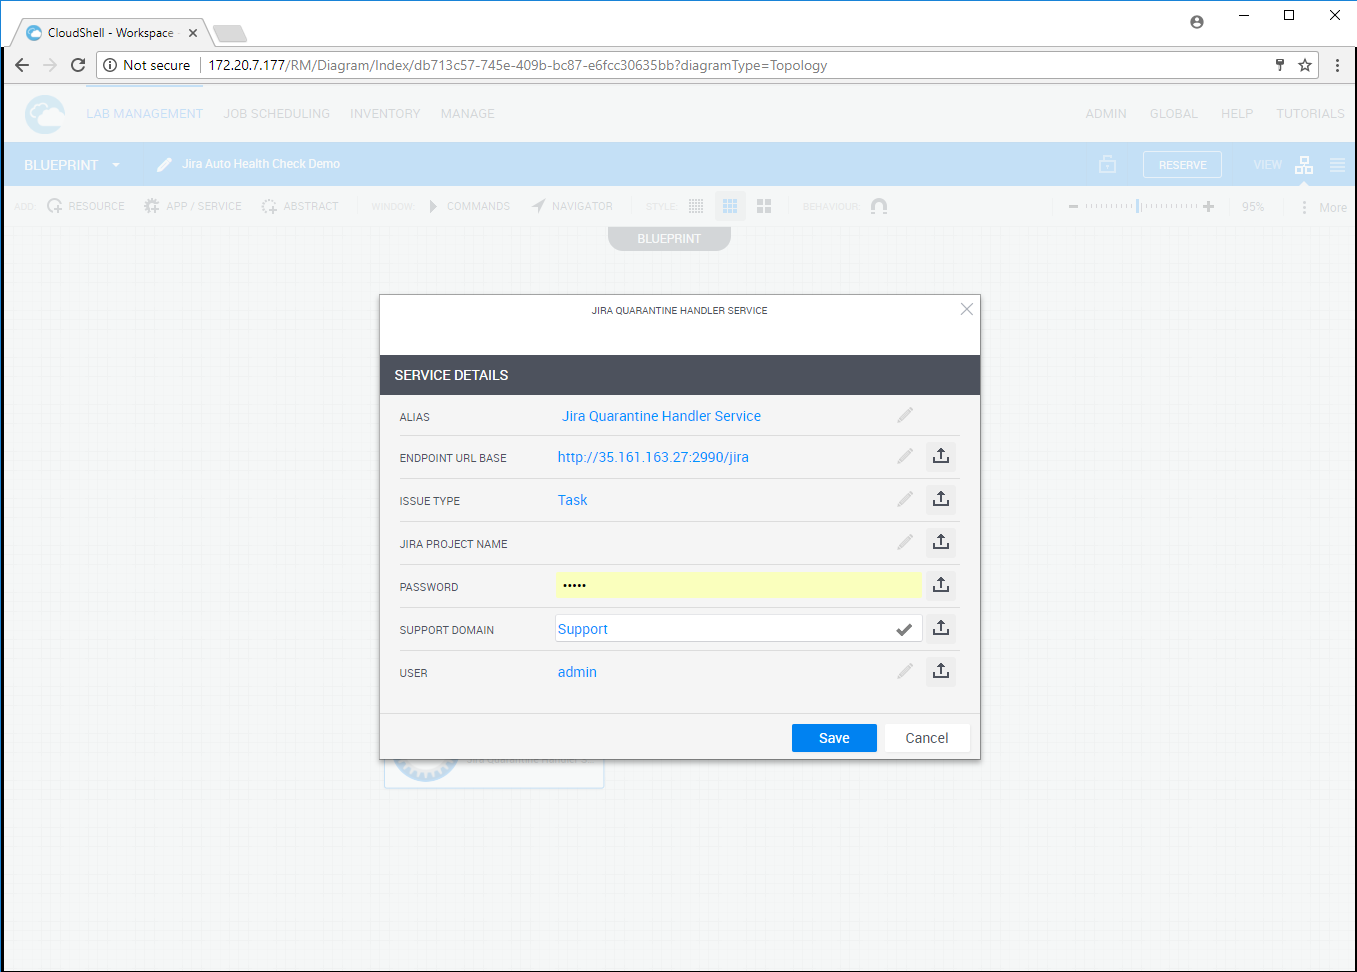 CloudShell - Workspace
Not secure 172.20.7.177/RM/Diagram/Index/db713c57-745e-409b-bc87-e6fcc30635bb?diagramType=Topology
LAB MANAGEMENT JOB SCHEDULING INVENTORY MANAGE ADMIN GLOBAL HELP TUTORIALS
BLUEPRINT Jira Auto Health Check Demo RESERVE VIEW
ADD: RESOURCE APP / SERVICE ABSTRACT WINDOW: COMMANDS NAVIGATOR STYLE: BEHAVIOUR: 95% More
BLUEPRINT
JIRA QUARANTINE HANDLER SERVICE
SERVICE DETAILS
ALIAS Jira Quarantine Handler Service
ENDPOINT URL BASE http://35.161.163.27:2990/jira
ISSUE TYPE Task
JIRA PROJECT NAME
PASSWORD •••••
SUPPORT DOMAIN Support
USER admin
Save Cancel
Jira Quarantine Handler S...